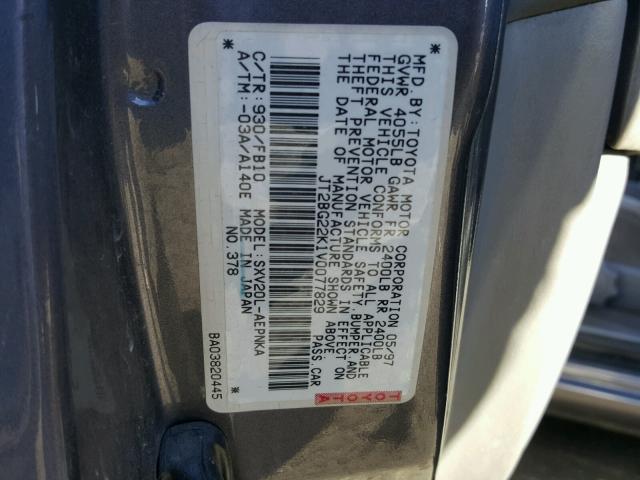 MFD. BY: TOYOTA MOTOR CORPORATION 05/97
GVWR 4055LB GAWR FR 2400LB RR 2400LB
THIS VEHICLE CONFORMS TO ALL APPLICABLE
FEDERAL MOTOR VEHICLE SAFETY, BUMPER AND
THEFT PREVENTION STANDARDS IN EFFECT ON
THE DATE OF MANUFACTURE SHOWN ABOVE.
*JT2BG22K1V0077829* PASS. CAR
TOYO
TA
C/TR: 930/FB10 MODEL: SXV20L-AEPNKA
A/TM: -03A/A140E MADE IN JAPAN
NO. 378
BA03820445